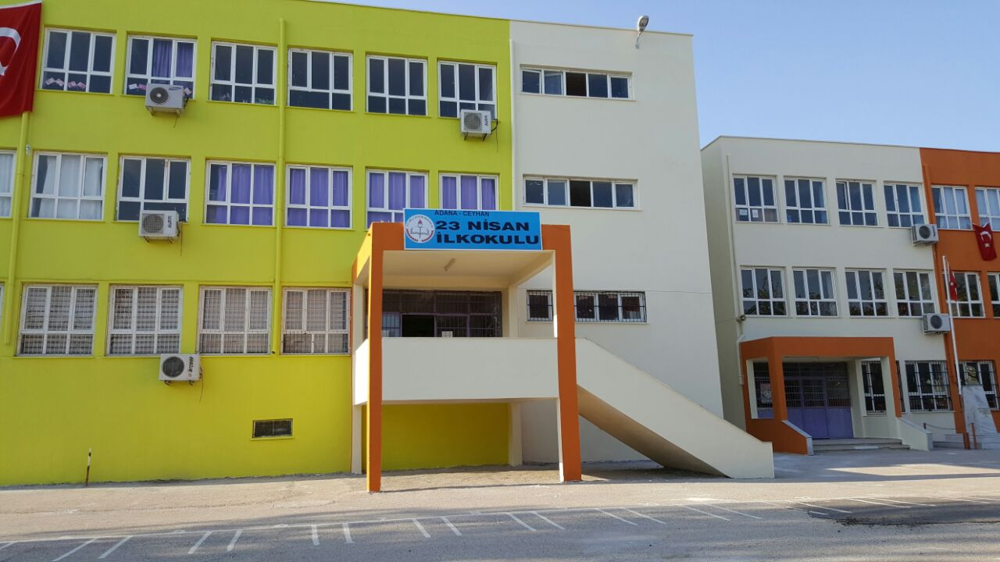 ADANA - CEYHAN
23 NİSAN
İLKOKULU